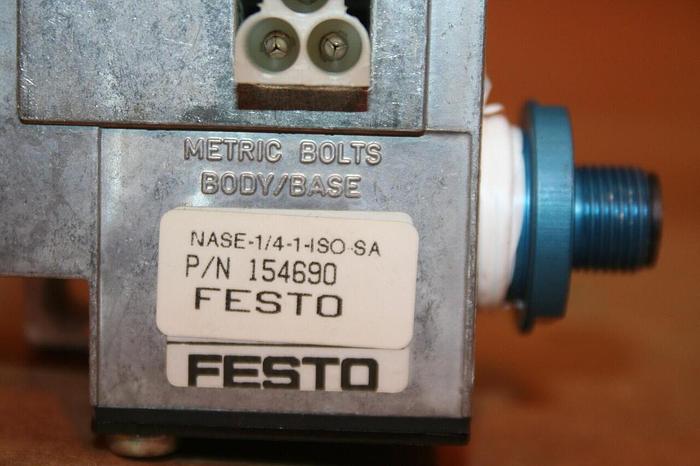 METRIC BOLTS
BODY/BASE
NASE-1/4-1-ISO-SA
P/N 154690
FESTO
FESTO